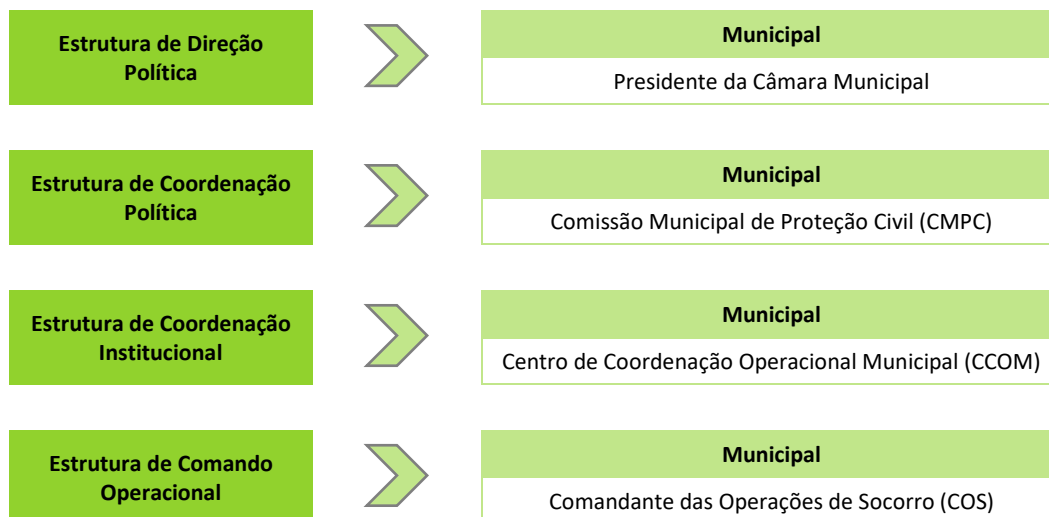 Estrutura de Direção
Política
Municipal
Presidente da Câmara Municipal
Estrutura de Coordenação
Política
Municipal
Comissão Municipal de Proteção Civil (CMPC)
Estrutura de Coordenação
Institucional
Municipal
Centro de Coordenação Operacional Municipal (CCOM)
Estrutura de Comando
Operacional
Municipal
Comandante das Operações de Socorro (COS)